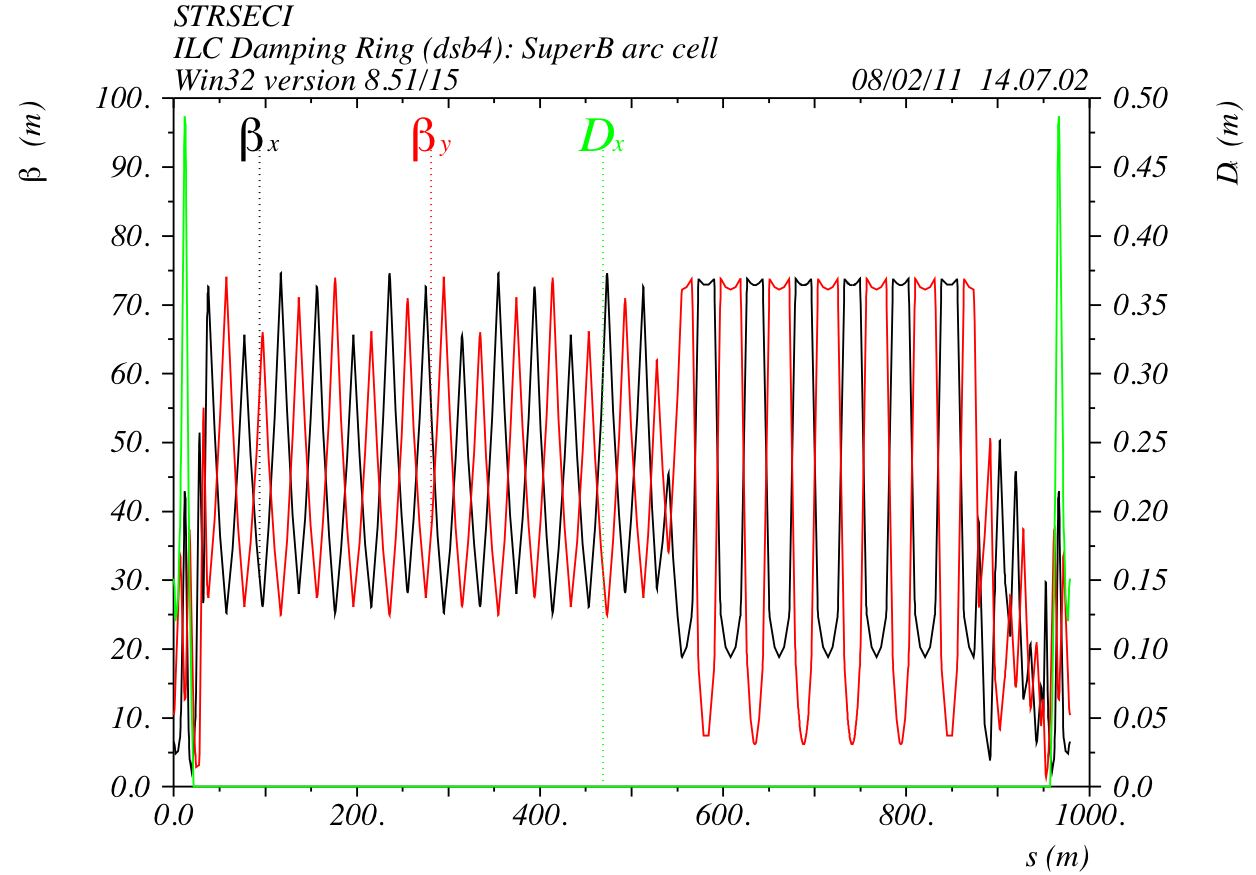 STRSECI
ILC Damping Ring (dsb4): SuperB arc cell
Win32 version 8.51/15 08/02/11 14.07.02
β (m)
100.
90.
80.
70.
60.
50.
40.
30.
20.
10.
0.0
βx βy Dx
0.50
0.45
0.40
0.35
0.30
0.25
0.20
0.15
0.10
0.05
0.0
Dx (m)
0.0 200. 400. 600. 800. 1000.
s (m)